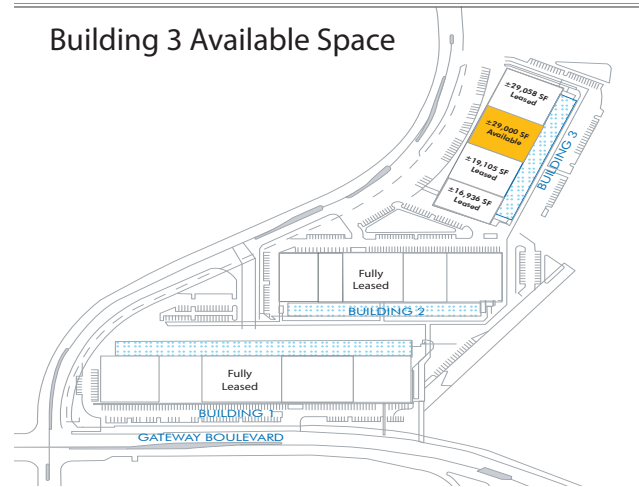 Building 3 Available Space
±29,058 SF
Leased
±29,000 SF
Available
±19,105 SF
Leased
±16,936 SF
Leased
BUILDING 3
Fully
Leased
BUILDING 2
Fully
Leased
BUILDING 1
GATEWAY BOULEVARD